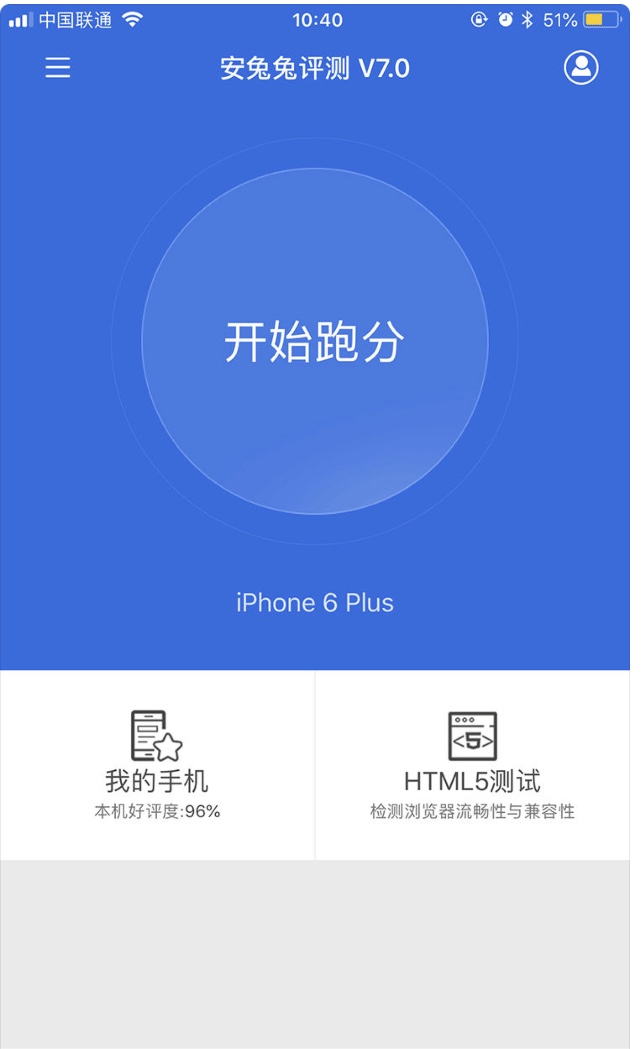 中国联通 10:40 51%
安兔兔评测 V7.0
开始跑分
iPhone 6 Plus
我的手机 HTML5测试
本机好评度:96% 检测浏览器流畅性与兼容性